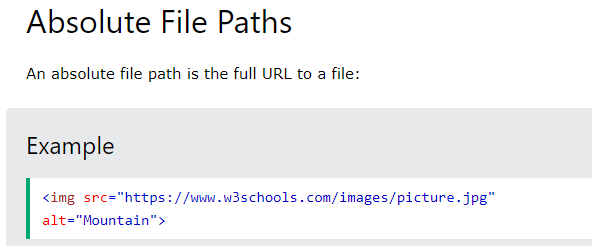 Absolute File Paths
An absolute file path is the full URL to a file:
Example
<img src="https://www.w3schools.com/images/picture.jpg"
alt="Mountain">